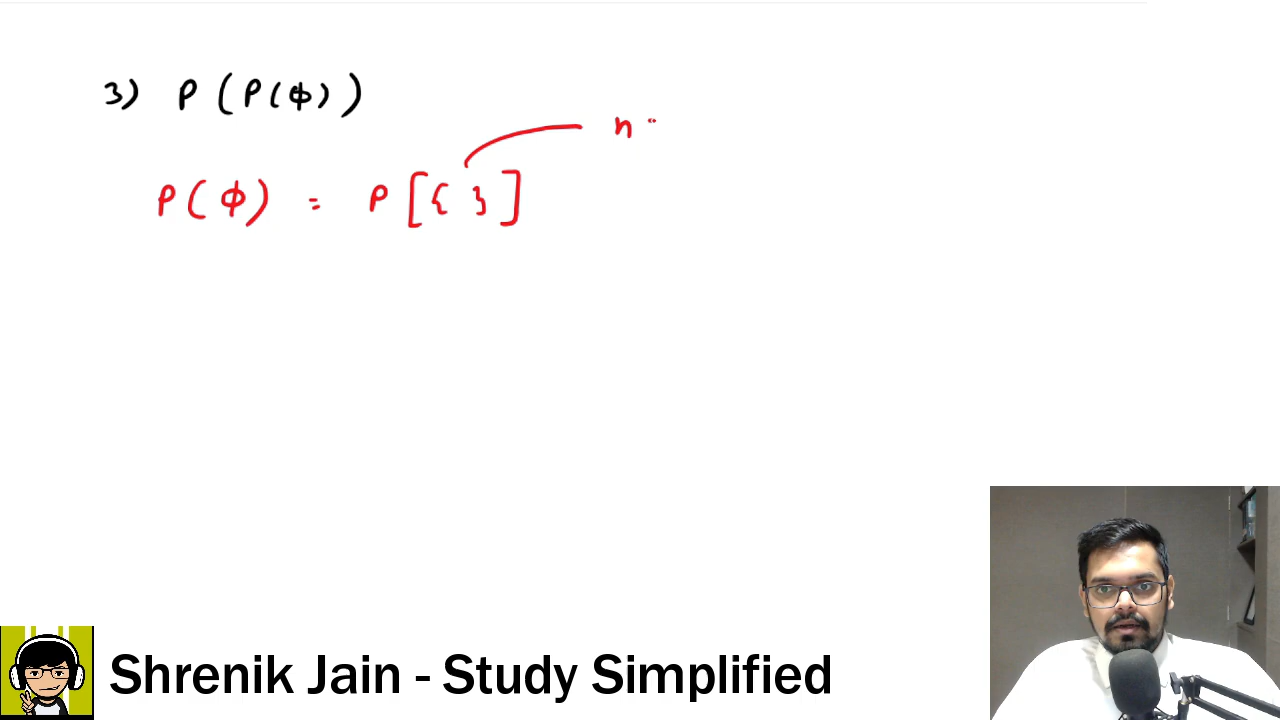 3) P (P(ϕ))
n =
P(ϕ) = P[{ }]
Shrenik Jain - Study Simplified